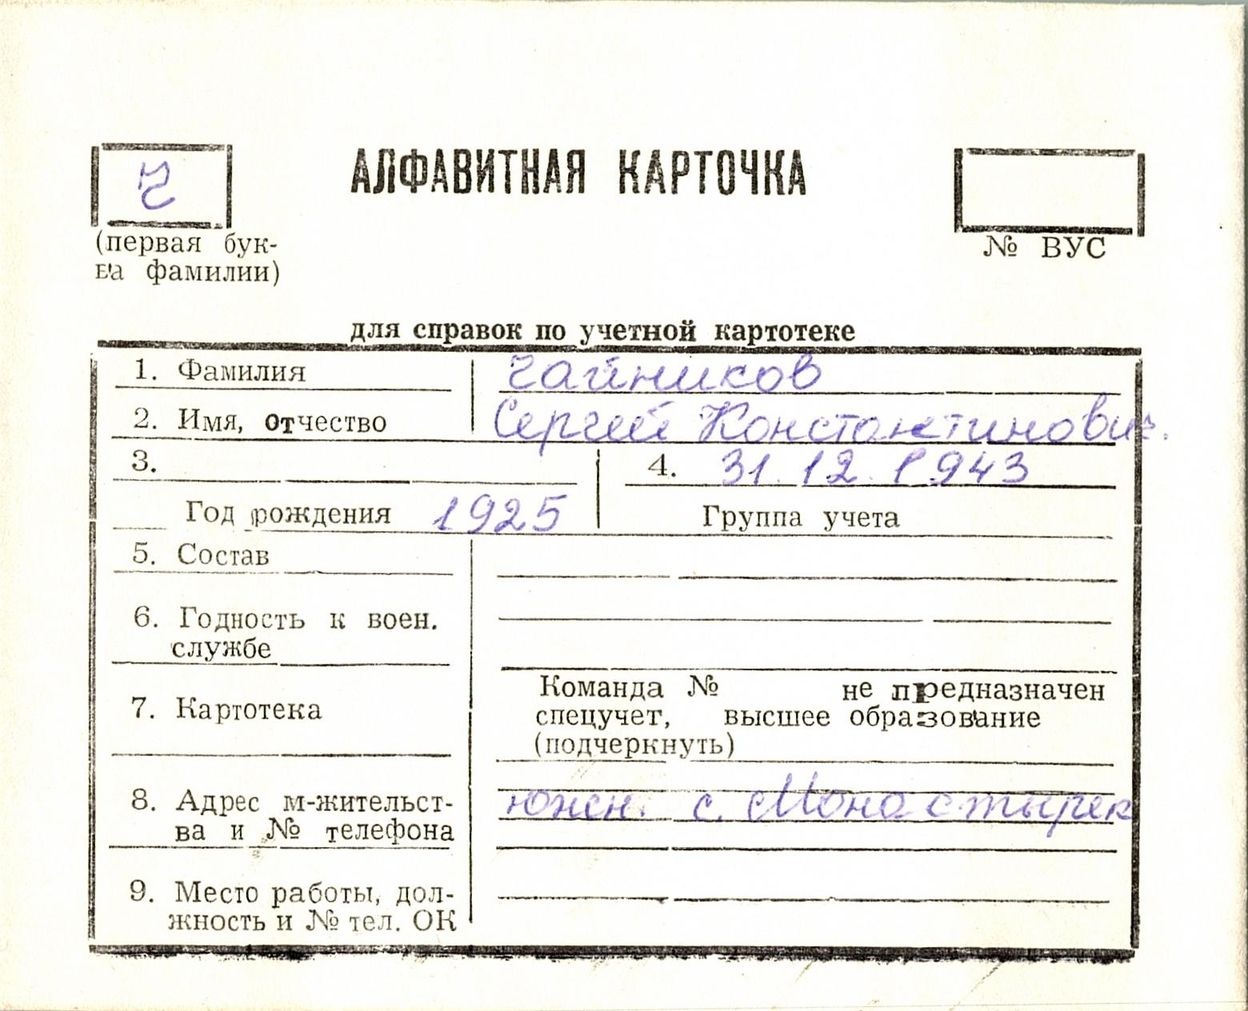 Ч
АЛФАВИТНАЯ КАРТОЧКА
(первая бук-
ва фамилии)
№ ВУС
для справок по учетной картотеке
1. Фамилия Чайников
2. Имя, отчество Сергей Константинович.
3.
4. 31.12.1943
Год рождения 1925
Группа учета
5. Состав
6. Годность к воен.
службе
7. Картотека
Команда № не предназначен
спецучет, высшее образование
(подчеркнуть)
8. Адрес м-жительст-
ва и № телефона
южн. с. Монастырек
9. Место работы, дол-
жность и № тел. ОК